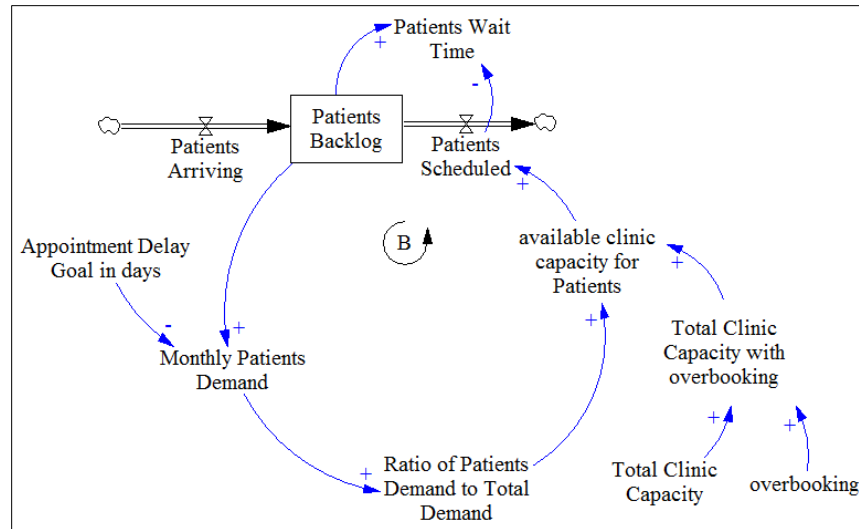 Patients Wait
Time
+
-
Patients
Backlog
Patients
Arriving
Patients
Scheduled
+
B
Appointment Delay
Goal in days
available clinic
capacity for
Patients
+
-
+
+
Monthly Patients
Demand
Total Clinic
Capacity with
overbooking
+
+
+
Ratio of Patients
Demand to Total
Demand
Total Clinic
Capacity
overbooking